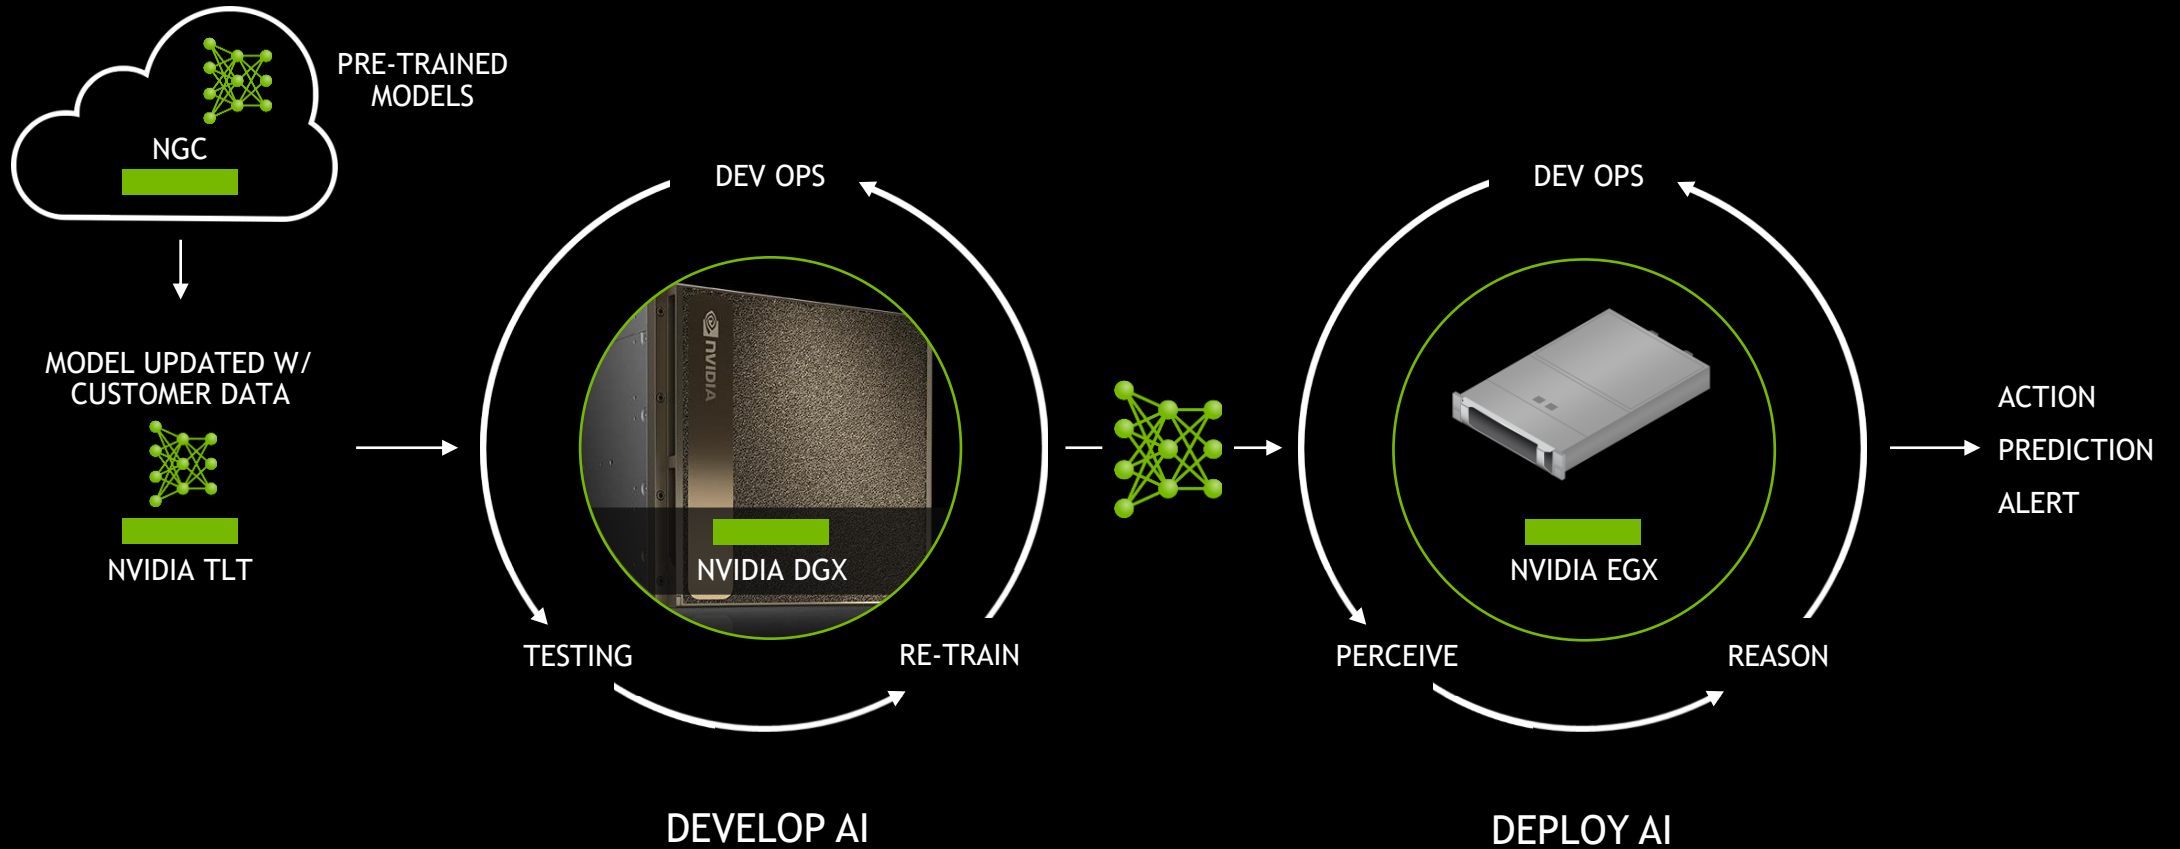 PRE-TRAINED
MODELS
NGC
MODEL UPDATED W/
CUSTOMER DATA
NVIDIA TLT
DEV OPS
NVIDIA
NVIDIA DGX
TESTING
RE-TRAIN
DEVELOP AI
DEV OPS
NVIDIA EGX
PERCEIVE
REASON
DEPLOY AI
ACTION
PREDICTION
ALERT